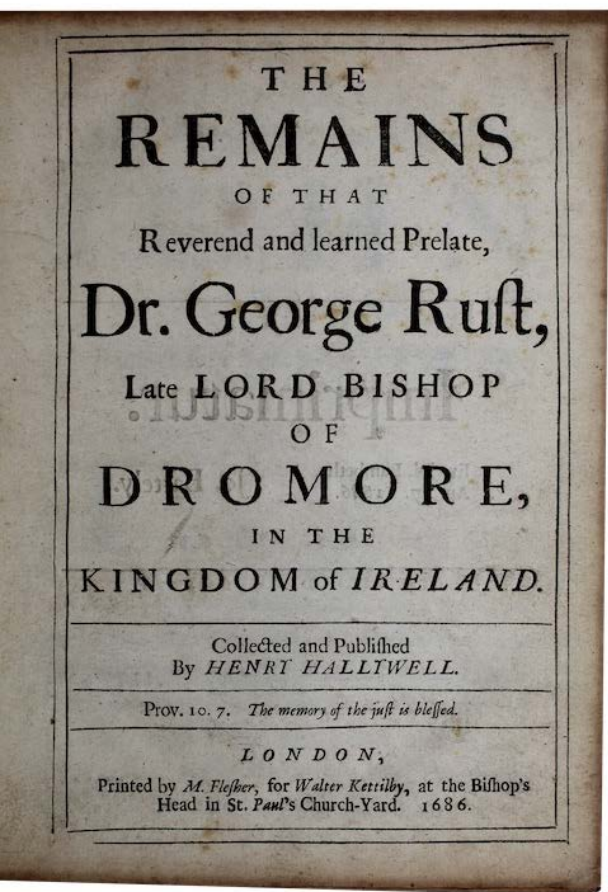 THE
REMAINS
OF THAT
Reverend and learned Prelate,
Dr. George Ruſt,
Late LORD BISHOP
OF
DROMORE,
IN THE
KINGDOM of IRELAND.
Collected and Publiſhed
By HENRY HALLYWELL.
Prov. 10. 7. The memory of the juſt is bleſſed.
LONDON,
Printed by M. Fleſher, for Walter Kettilby, at the Biſhop's
Head in St. Paul's Church-Yard. 1686.